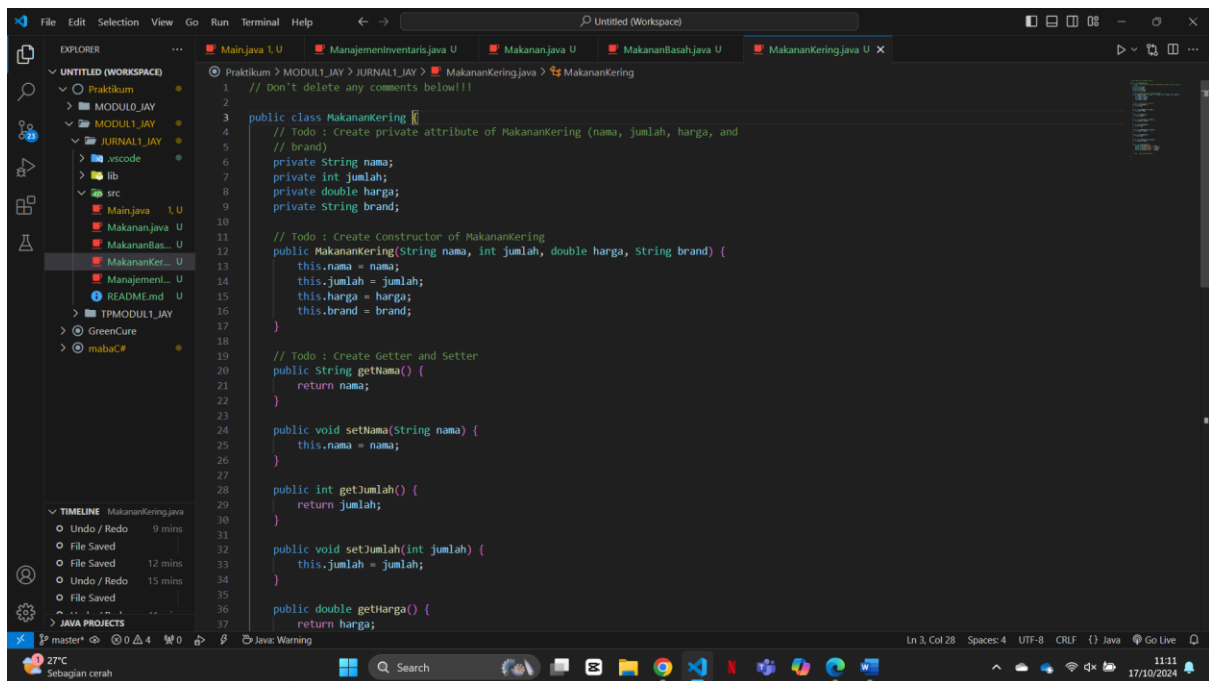 File Edit Selection View Go Run Terminal Help
Untitled (Workspace)
EXPLORER
Main.java 1, U
ManajemenInventaris.java U
Makanan.java U
MakananBasah.java U
MakananKering.java U
UNTITLED (WORKSPACE)
Praktikum
MODUL0_JAY
MODUL1_JAY
JURNAL1_JAY
.vscode
lib
src
Main.java 1, U
Makanan.java U
MakananBas... U
MakananKer... U
ManajemenI... U
README.md U
TPMODUL1_JAY
GreenCure
mabaC#
23
TIMELINE MakananKering.java
Undo / Redo 9 mins
File Saved
File Saved 12 mins
Undo / Redo 15 mins
File Saved
JAVA PROJECTS
Praktikum > MODUL1_JAY > JURNAL1_JAY > MakananKering.java > MakananKering
1 // Don't delete any comments below!!!
2
3 public class MakananKering {
4 // Todo : Create private attribute of MakananKering (nama, jumlah, harga, and
5 // brand)
6 private String nama;
7 private int jumlah;
8 private double harga;
9 private String brand;
10
11 // Todo : Create Constructor of MakananKering
12 public MakananKering(String nama, int jumlah, double harga, String brand) {
13 this.nama = nama;
14 this.jumlah = jumlah;
15 this.harga = harga;
16 this.brand = brand;
17 }
18
19 // Todo : Create Getter and Setter
20 public String getNama() {
21 return nama;
22 }
23
24 public void setNama(String nama) {
25 this.nama = nama;
26 }
27
28 public int getJumlah() {
29 return jumlah;
30 }
31
32 public void setJumlah(int jumlah) {
33 this.jumlah = jumlah;
34 }
35
36 public double getHarga() {
37 return harga;
master* 0 4 0 Java: Warning
Ln 3, Col 28 Spaces: 4 UTF-8 CRLF {} Java Go Live
1
27°C
Sebagian cerah
Search
11:11
17/10/2024